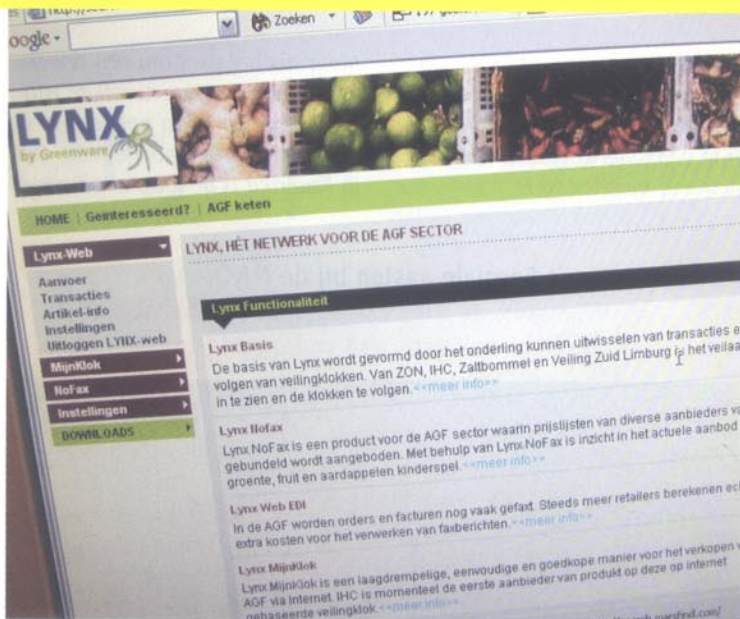 oogle
Zoeken
LYNX
by Greenware
HOME | Geïnteresseerd? | AGF keten
Lynx-Web
Aanvoer
Transacties
Artikel-info
Instellingen
Uitloggen LYNX-web
MijnKlok
NoFax
Instellingen
DOWNLOADS
LYNX, HÉT NETWERK VOOR DE AGF SECTOR
Lynx Functionaliteit
Lynx Basis
De basis van Lynx wordt gevormd door het onderling kunnen uitwisselen van transacties e
volgen van veilingklokken. Van ZON, IHC, Zaltbommel en Veiling Zuid Limburg is het veilaa
in te zien en de klokken te volgen. <<meer info>>
Lynx Nofax
Lynx NoFax is een product voor de AGF sector waarin prijslijsten van diverse aanbieders va
gebundeld wordt aangeboden. Met behulp van Lynx NoFax is inzicht in het actuele aanbod
groente, fruit en aardappelen kinderspel. <<meer info>>
Lynx Web EDI
In de AGF worden orders en facturen nog vaak gefaxt. Steeds meer retailers berekenen ech
extra kosten voor het verwerken van faxberichten. <<meer info>>
Lynx MijnKlok
Lynx MijnKlok is een laagdrempelige, eenvoudige en goedkope manier voor het verkopen v
AGF via Internet. IHC is momenteel de eerste aanbieder van produkt op deze op internet
gebaseerde veilingklok. <<meer info>>